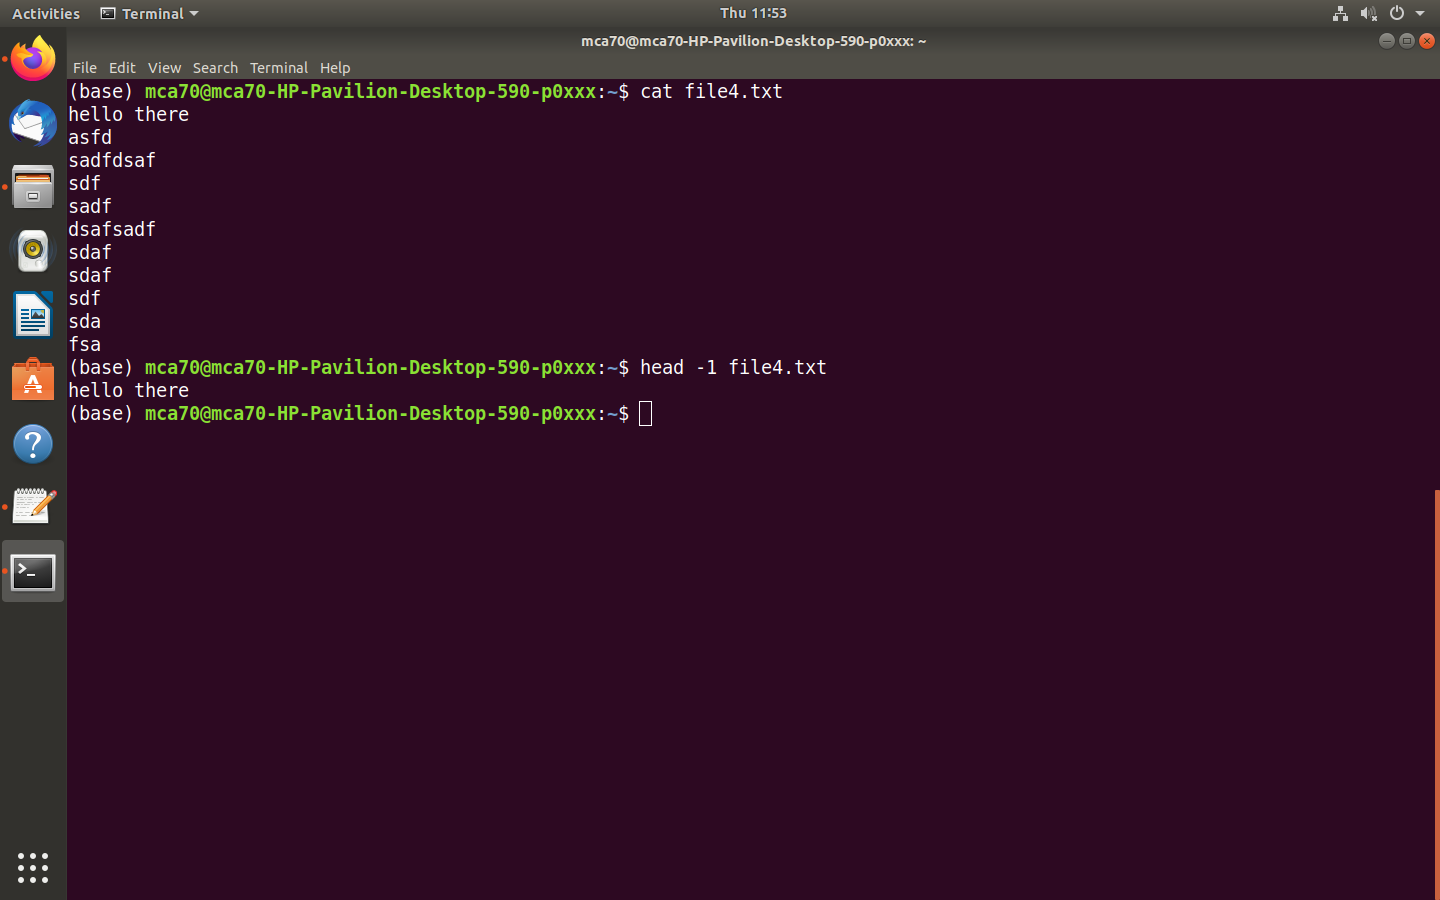 Activities Terminal Thu 11:53
mca70@mca70-HP-Pavilion-Desktop-590-p0xxx: ~
File Edit View Search Terminal Help
(base) mca70@mca70-HP-Pavilion-Desktop-590-p0xxx:~$ cat file4.txt
hello there
asfd
sadfdsaf
sdf
sadf
dsafsadf
sdaf
sdaf
sdf
sda
fsa
(base) mca70@mca70-HP-Pavilion-Desktop-590-p0xxx:~$ head -1 file4.txt
hello there
(base) mca70@mca70-HP-Pavilion-Desktop-590-p0xxx:~$